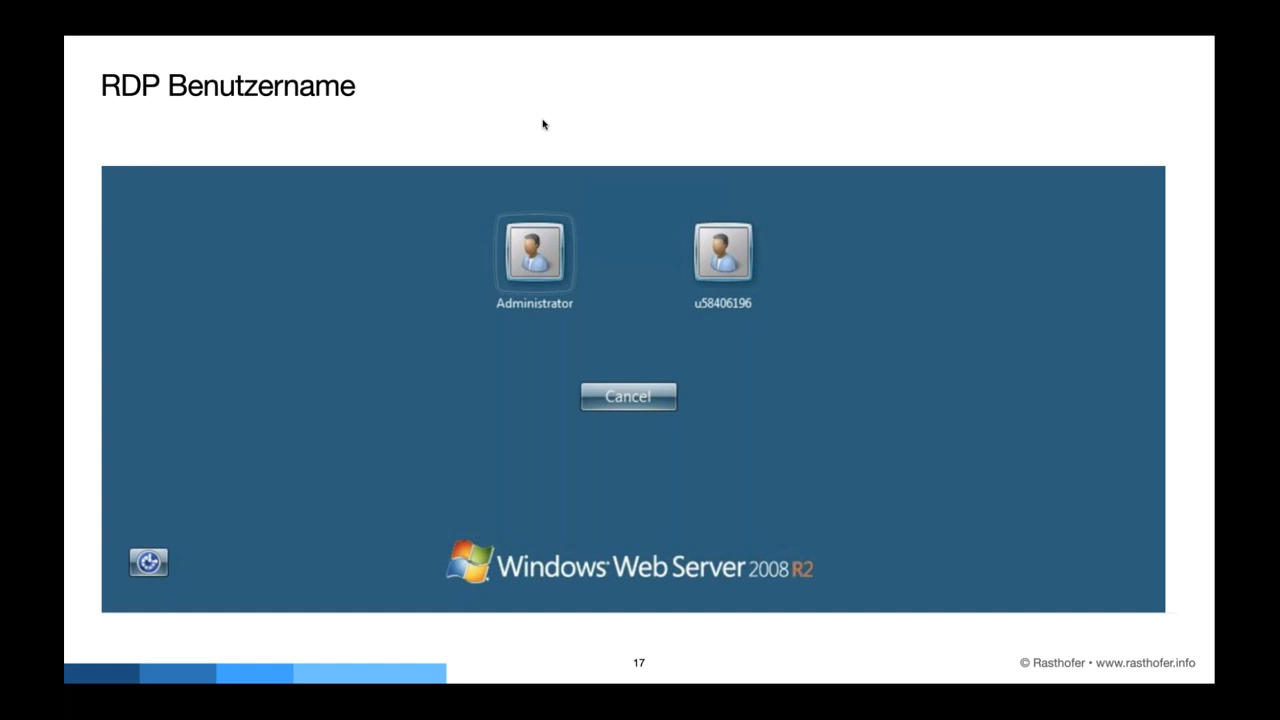 RDP Benutzername
Administrator
u58406196
Cancel
Windows Web Server 2008 R2
17
© Rasthofer • www.rasthofer.info